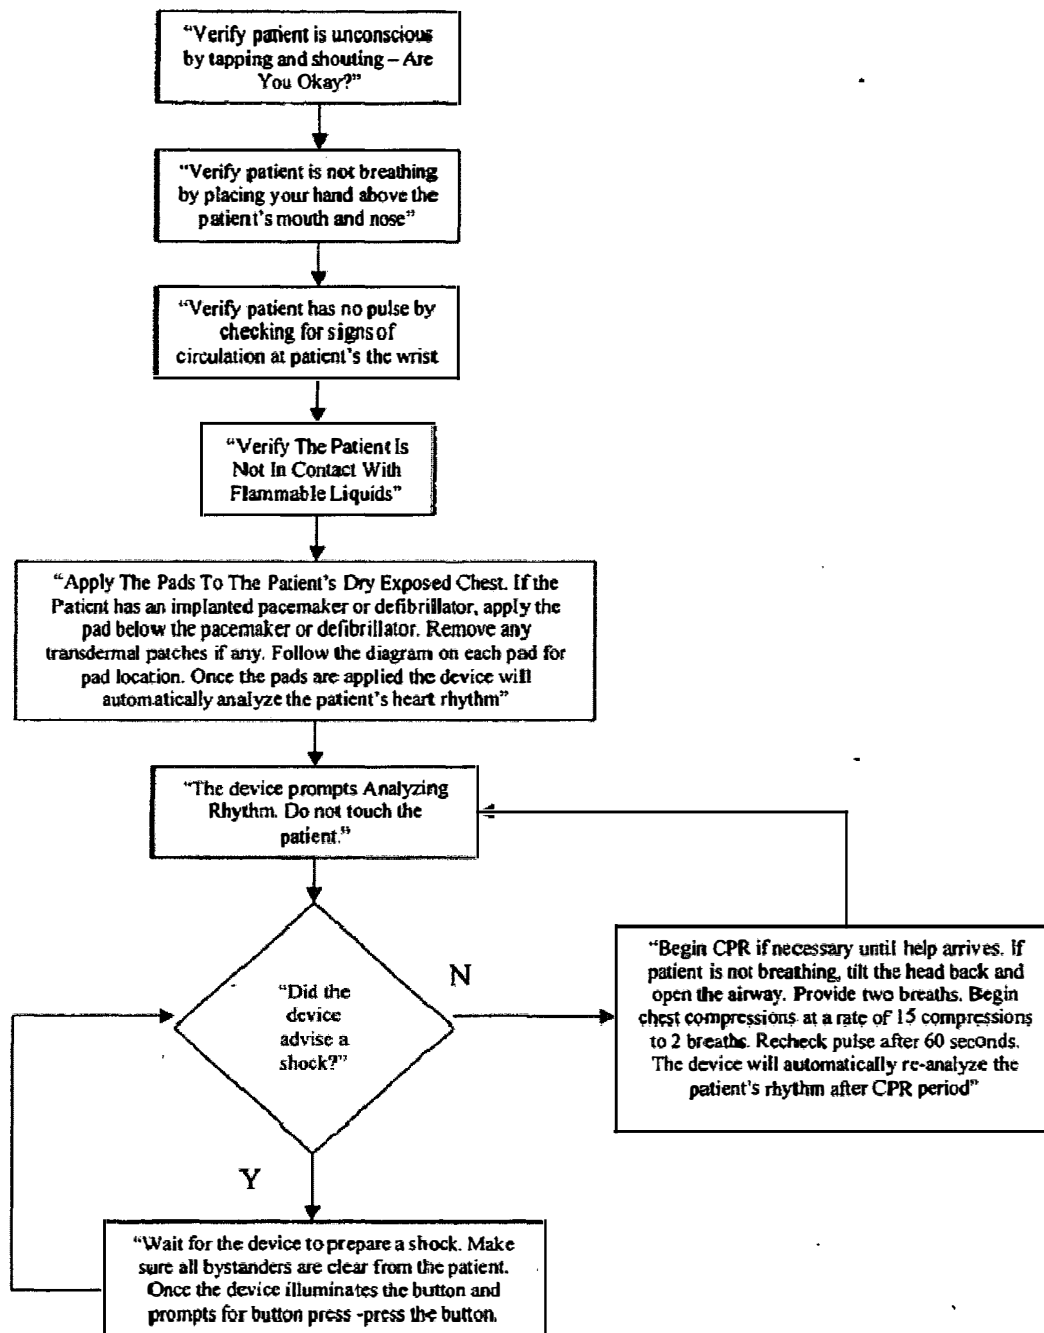 “Verify patient is unconscious
by tapping and shouting – Are
You Okay?”
“Verify patient is not breathing
by placing your hand above the
patient’s mouth and nose”
“Verify patient has no pulse by
checking for signs of
circulation at patient’s the wrist
“Verify The Patient Is
Not In Contact With
Flammable Liquids”
“Apply The Pads To The Patient’s Dry Exposed Chest. If the
Patient has an implanted pacemaker or defibrillator, apply the
pad below the pacemaker or defibrillator. Remove any
transdermal patches if any. Follow the diagram on each pad for
pad location. Once the pads are applied the device will
automatically analyze the patient’s heart rhythm”
“The device prompts Analyzing
Rhythm. Do not touch the
patient.”
“Did the
device
advise a
shock?”
N
“Begin CPR if necessary until help arrives. If
patient is not breathing, tilt the head back and
open the airway. Provide two breaths. Begin
chest compressions at a rate of 15 compressions
to 2 breaths. Recheck pulse after 60 seconds.
The device will automatically re-analyze the
patient’s rhythm after CPR period”
Y
“Wait for the device to prepare a shock. Make
sure all bystanders are clear from the patient.
Once the device illuminates the button and
prompts for button press -press the button.